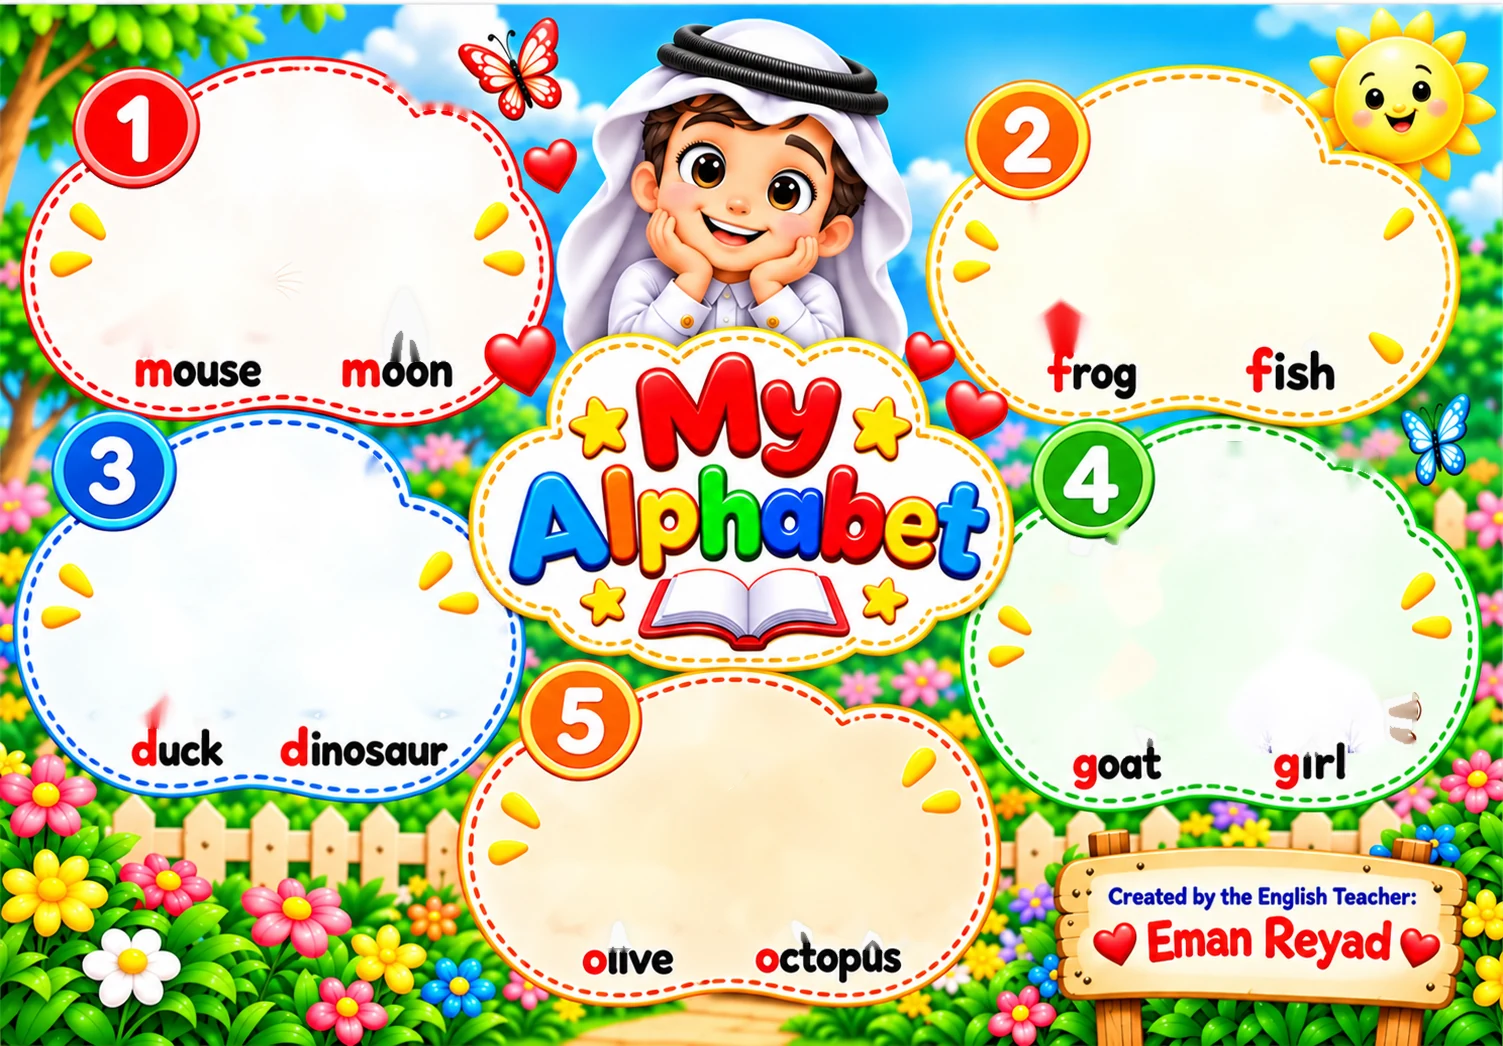 1
mouse moon
2
frog fish
My
Alphabet
3
duck dinosaur
4
goat girl
5
olive octopus
Created by the English Teacher:
Eman Reyad